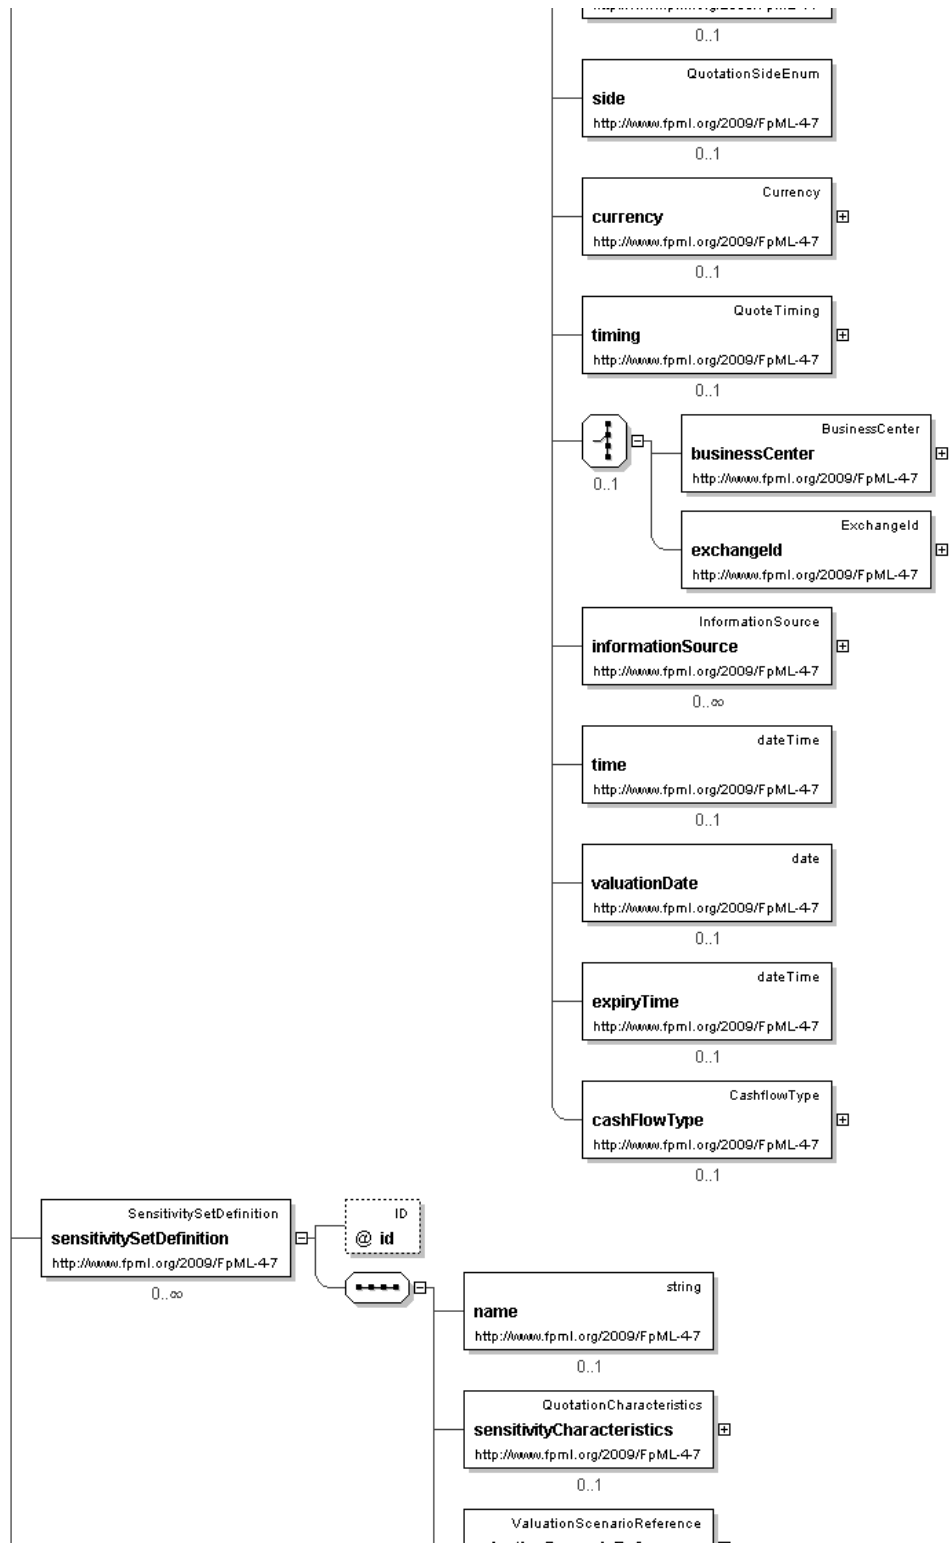 0..1
QuotationSideEnum
side
http://www.fpml.org/2009/FpML-4-7
0..1
Currency
currency
http://www.fpml.org/2009/FpML-4-7
0..1
QuoteTiming
timing
http://www.fpml.org/2009/FpML-4-7
0..1
BusinessCenter
businessCenter
http://www.fpml.org/2009/FpML-4-7
0..1
ExchangeId
exchangeId
http://www.fpml.org/2009/FpML-4-7
InformationSource
informationSource
http://www.fpml.org/2009/FpML-4-7
0..∞
dateTime
time
http://www.fpml.org/2009/FpML-4-7
0..1
date
valuationDate
http://www.fpml.org/2009/FpML-4-7
0..1
dateTime
expiryTime
http://www.fpml.org/2009/FpML-4-7
0..1
CashflowType
cashFlowType
http://www.fpml.org/2009/FpML-4-7
0..1
SensitivitySetDefinition
sensitivitySetDefinition
http://www.fpml.org/2009/FpML-4-7
0..∞
ID
@ id
string
name
http://www.fpml.org/2009/FpML-4-7
0..1
QuotationCharacteristics
sensitivityCharacteristics
http://www.fpml.org/2009/FpML-4-7
0..1
ValuationScenarioReference